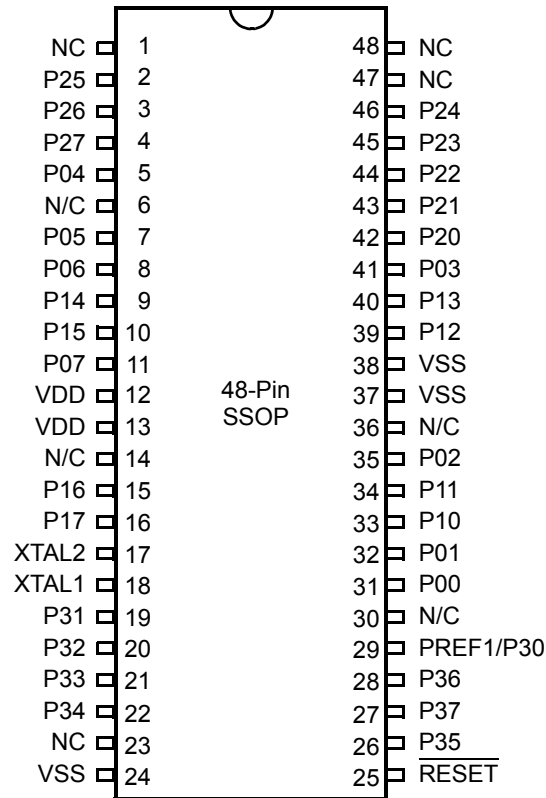 NC 1 48 NC
P25 2 47 NC
P26 3 46 P24
P27 4 45 P23
P04 5 44 P22
N/C 6 43 P21
P05 7 42 P20
P06 8 41 P03
P14 9 40 P13
P15 10 39 P12
P07 11 38 VSS
VDD 12 48-Pin 37 VSS
VDD 13 SSOP 36 N/C
N/C 14 35 P02
P16 15 34 P11
P17 16 33 P10
XTAL2 17 32 P01
XTAL1 18 31 P00
P31 19 30 N/C
P32 20 29 PREF1/P30
P33 21 28 P36
P34 22 27 P37
NC 23 26 P35
VSS 24 25 RESET